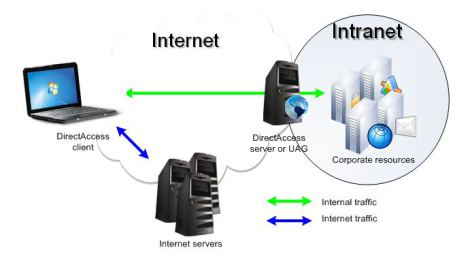 Internet
Intranet
DirectAccess
client
DirectAccess
server or UAG
Corporate resources
Internet servers
Internal traffic
Internet traffic